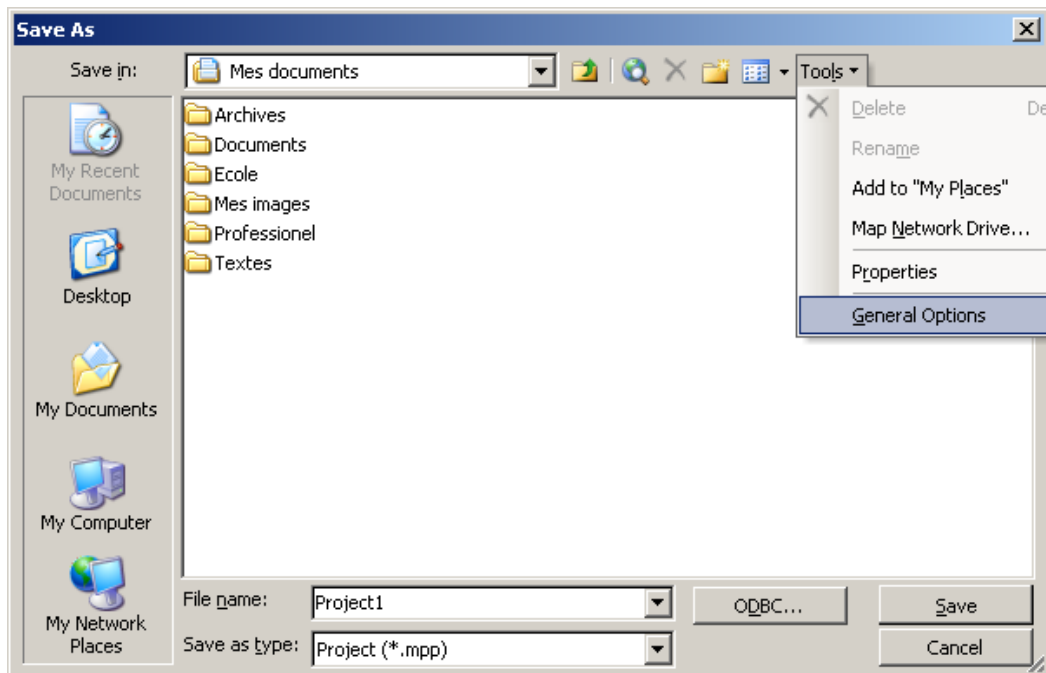 Save As
Save in:
Mes documents
Tools
My Recent
Documents
Desktop
My Documents
My Computer
My Network
Places
Archives
Documents
Ecole
Mes images
Professionel
Textes
Delete De
Rename
Add to "My Places"
Map Network Drive...
Properties
General Options
File name:
Project1
ODBC...
Save
Save as type:
Project (*.mpp)
Cancel